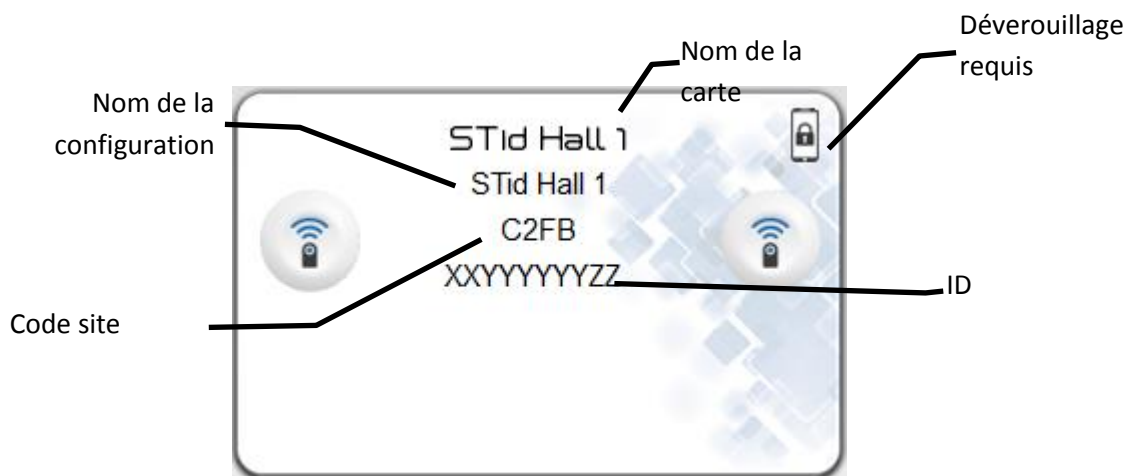 Déverouillage
requis
Nom de la
carte
Nom de la
configuration
STid Hall 1
STid Hall 1
C2FB
XXYYYYYYZZ
ID
Code site